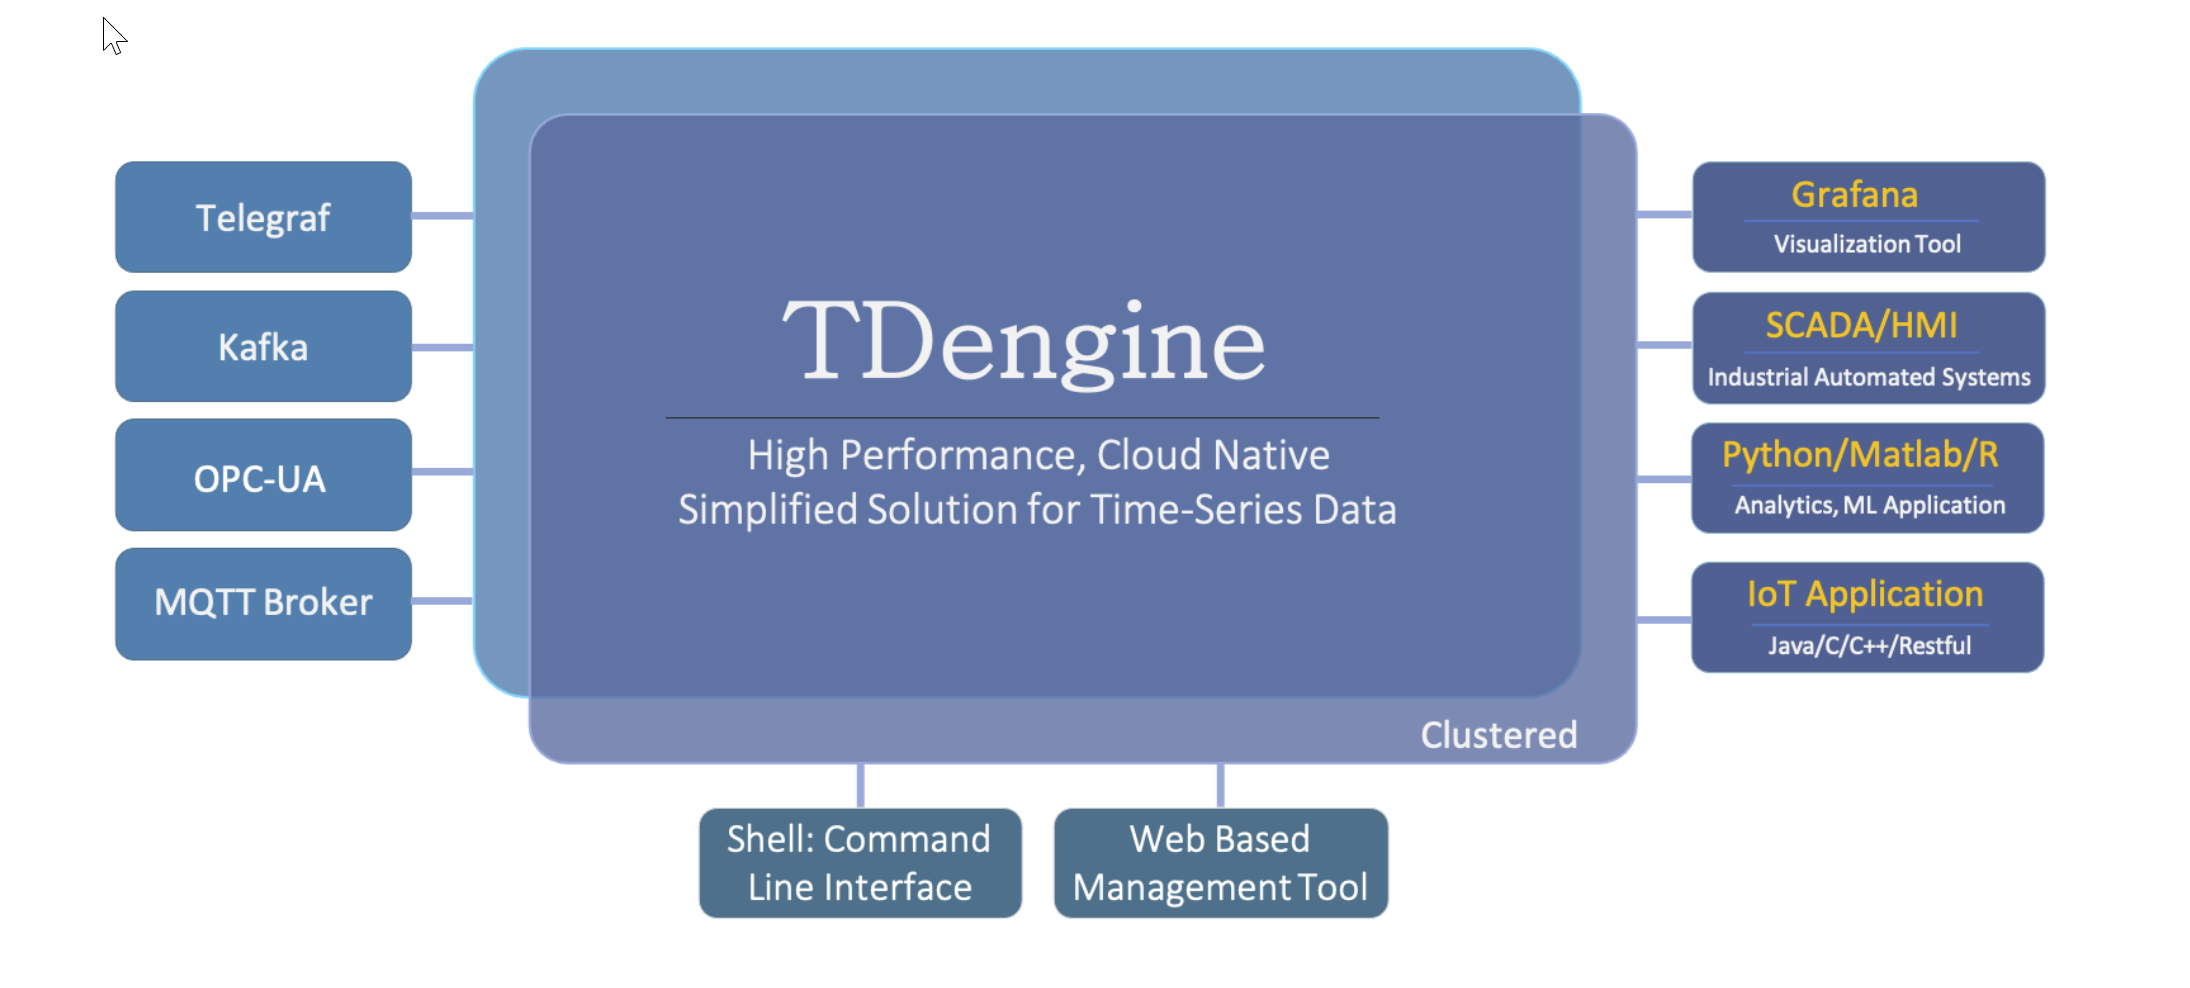 Telegraf
Kafka
OPC-UA
MQTT Broker
TDengine
High Performance, Cloud Native
Simplified Solution for Time-Series Data
Clustered
Grafana
Visualization Tool
SCADA/HMI
Industrial Automated Systems
Python/Matlab/R
Analytics, ML Application
IoT Application
Java/C/C++/Restful
Shell: Command
Line Interface
Web Based
Management Tool